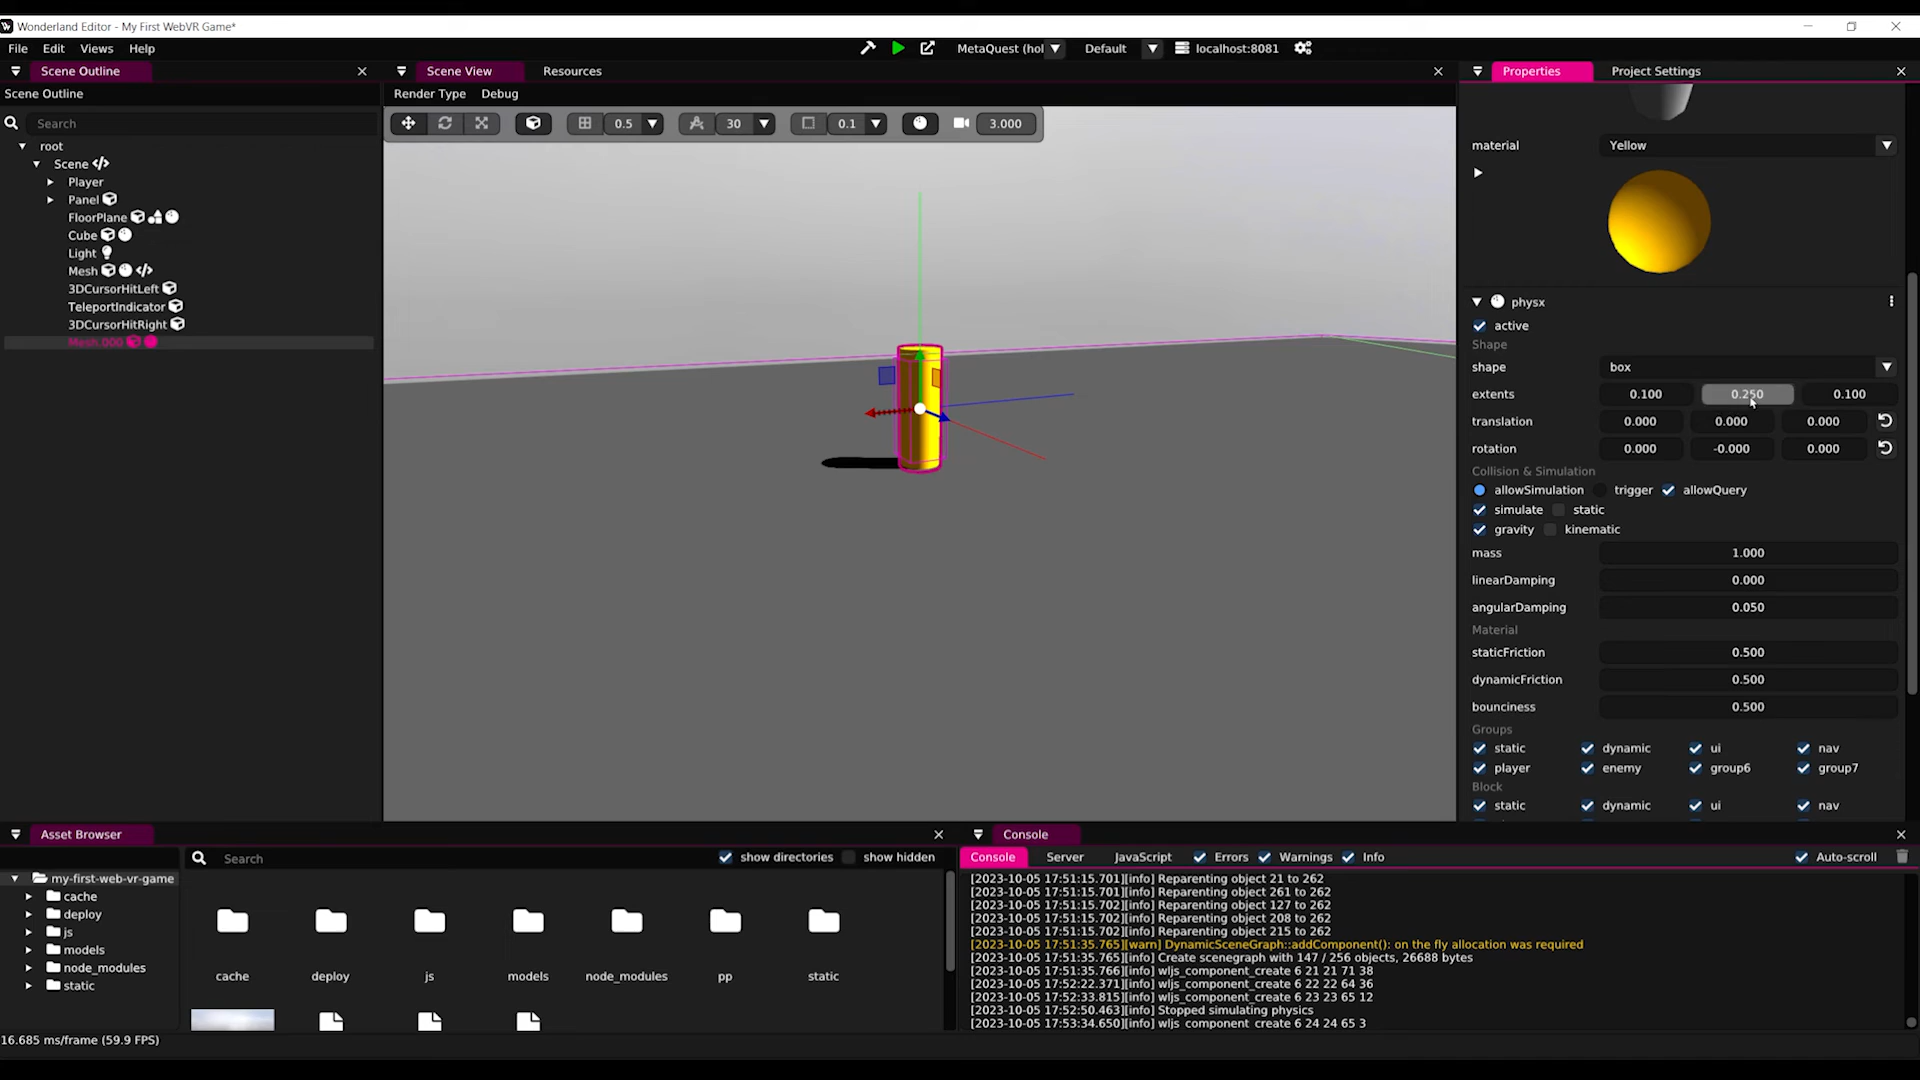 Wonderland Editor - My First WebVR Game*
File Edit Views Help
MetaQuest (hol Default localhost:8081
Scene Outline
Scene View Resources
Properties Project Settings
Scene Outline
Render Type Debug
Search
0.5 30 0.1 3.000
root
Scene
Player
Panel
FloorPlane
Cube
Light
Mesh
3DCursorHitLeft
TeleportIndicator
3DCursorHitRight
Mesh.000
material Yellow
physx
active
Shape
shape box
extents 0.100 0.250 0.100
translation 0.000 0.000 0.000
rotation 0.000 -0.000 0.000
Collision & Simulation
allowSimulation trigger allowQuery
simulate static
gravity kinematic
mass 1.000
linearDamping 0.000
angularDamping 0.050
Material
staticFriction 0.500
dynamicFriction 0.500
bounciness 0.500
Groups
static dynamic ui nav
player enemy group6 group7
Block
static dynamic ui nav
Asset Browser
Search show directories show hidden
my-first-web-vr-game
cache
deploy
js
models
node_modules
static
cache deploy js models node_modules pp static
Console
Console Server JavaScript Errors Warnings Info Auto-scroll
[2023-10-05 17:51:15.701][info] Reparenting object 21 to 262
[2023-10-05 17:51:15.701][info] Reparenting object 261 to 262
[2023-10-05 17:51:15.702][info] Reparenting object 127 to 262
[2023-10-05 17:51:15.702][info] Reparenting object 208 to 262
[2023-10-05 17:51:15.702][info] Reparenting object 215 to 262
[2023-10-05 17:51:35.765][warn] DynamicSceneGraph::addComponent(): on the fly allocation was required
[2023-10-05 17:51:35.765][info] Create scenegraph with 147 / 256 objects, 26688 bytes
[2023-10-05 17:51:35.766][info] wljs_component_create 6 21 21 71 38
[2023-10-05 17:52:22.371][info] wljs_component_create 6 22 22 64 36
[2023-10-05 17:52:33.815][info] wljs_component_create 6 23 23 65 12
[2023-10-05 17:52:50.463][info] Stopped simulating physics
[2023-10-05 17:53:34.650][info] wljs_component_create 6 24 24 65 3
16.685 ms/frame (59.9 FPS)